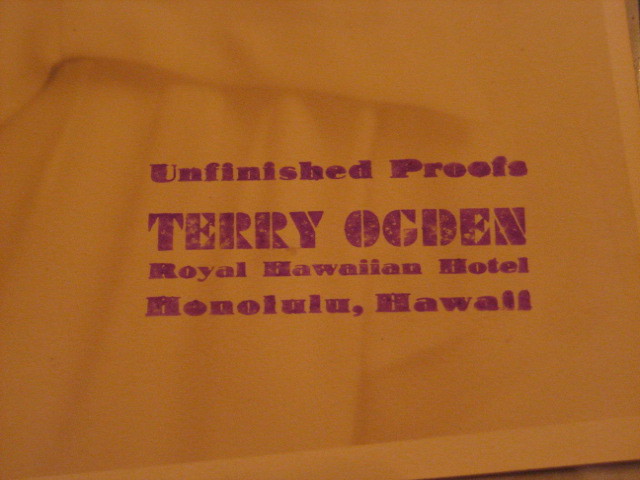 Unfinished Proofs
TERRY OGDEN
Royal Hawaiian Hotel
Honolulu, Hawaii